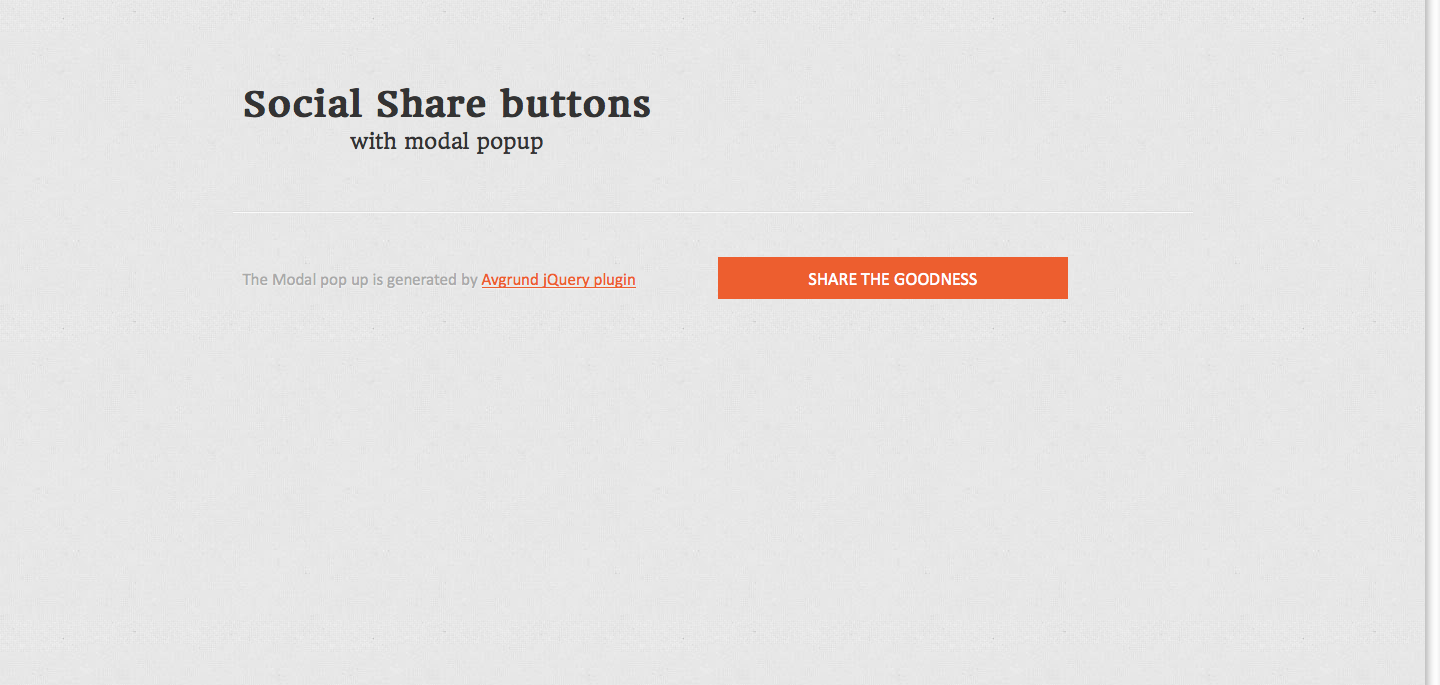 Social Share buttons
with modal popup
The Modal pop up is generated by Avgrund jQuery plugin
SHARE THE GOODNESS